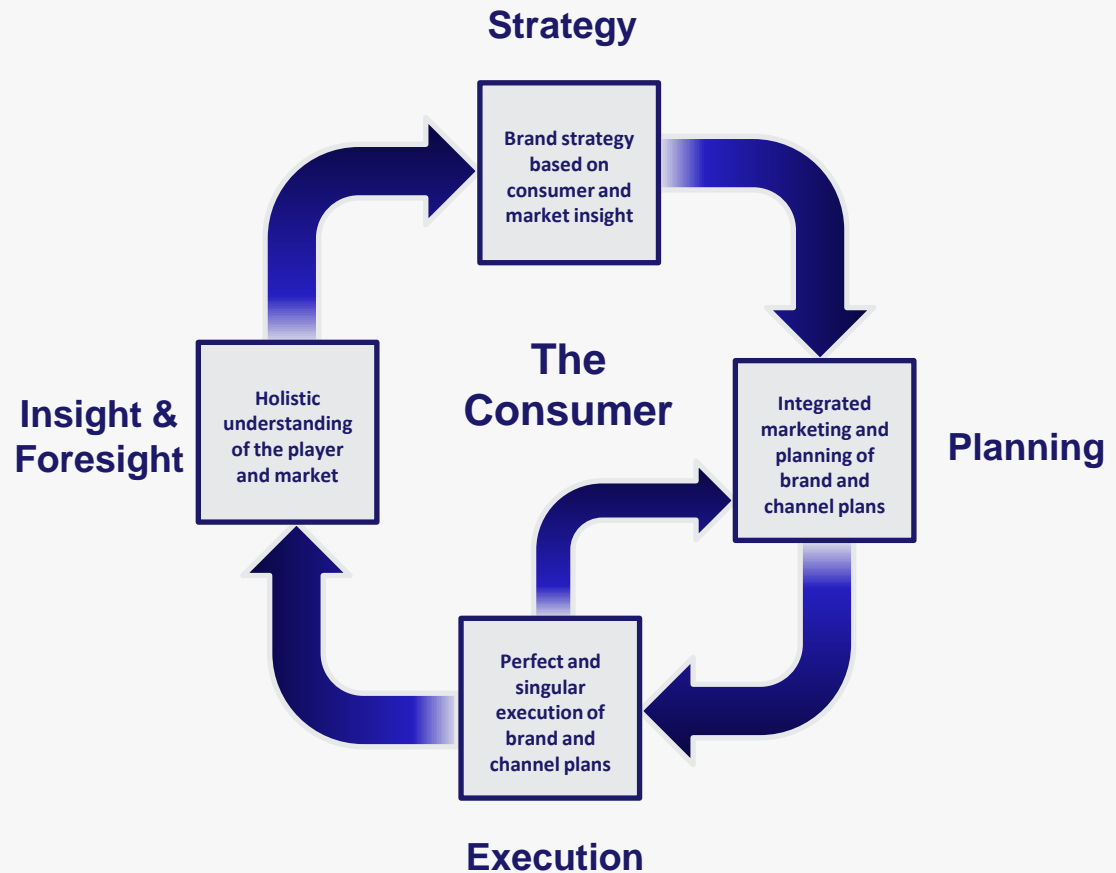 Strategy
Brand strategy
based on
consumer and
market insight
The
Consumer
Insight &
Foresight
Holistic
understanding
of the player
and market
Integrated
marketing and
planning of
brand and
channel plans
Planning
Perfect and
singular
execution of
brand and
channel plans
Execution